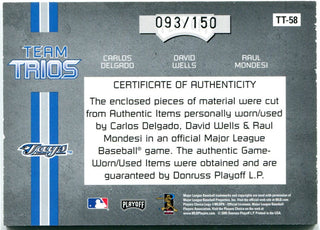 093/150
TT-58
TEAM
TRIOS
CARLOS DELGADO
DAVID WELLS
RAUL MONDESI
CERTIFICATE OF AUTHENTICITY
The enclosed pieces of material were cut
from Authentic Items personally worn/used
by Carlos Delgado, David Wells & Raul
Mondesi in an official Major League
Baseball® game. The authentic Game-
Worn/Used Items were obtained and are
guaranteed by Donruss Playoff L.P.
Jays
PLAYOFF